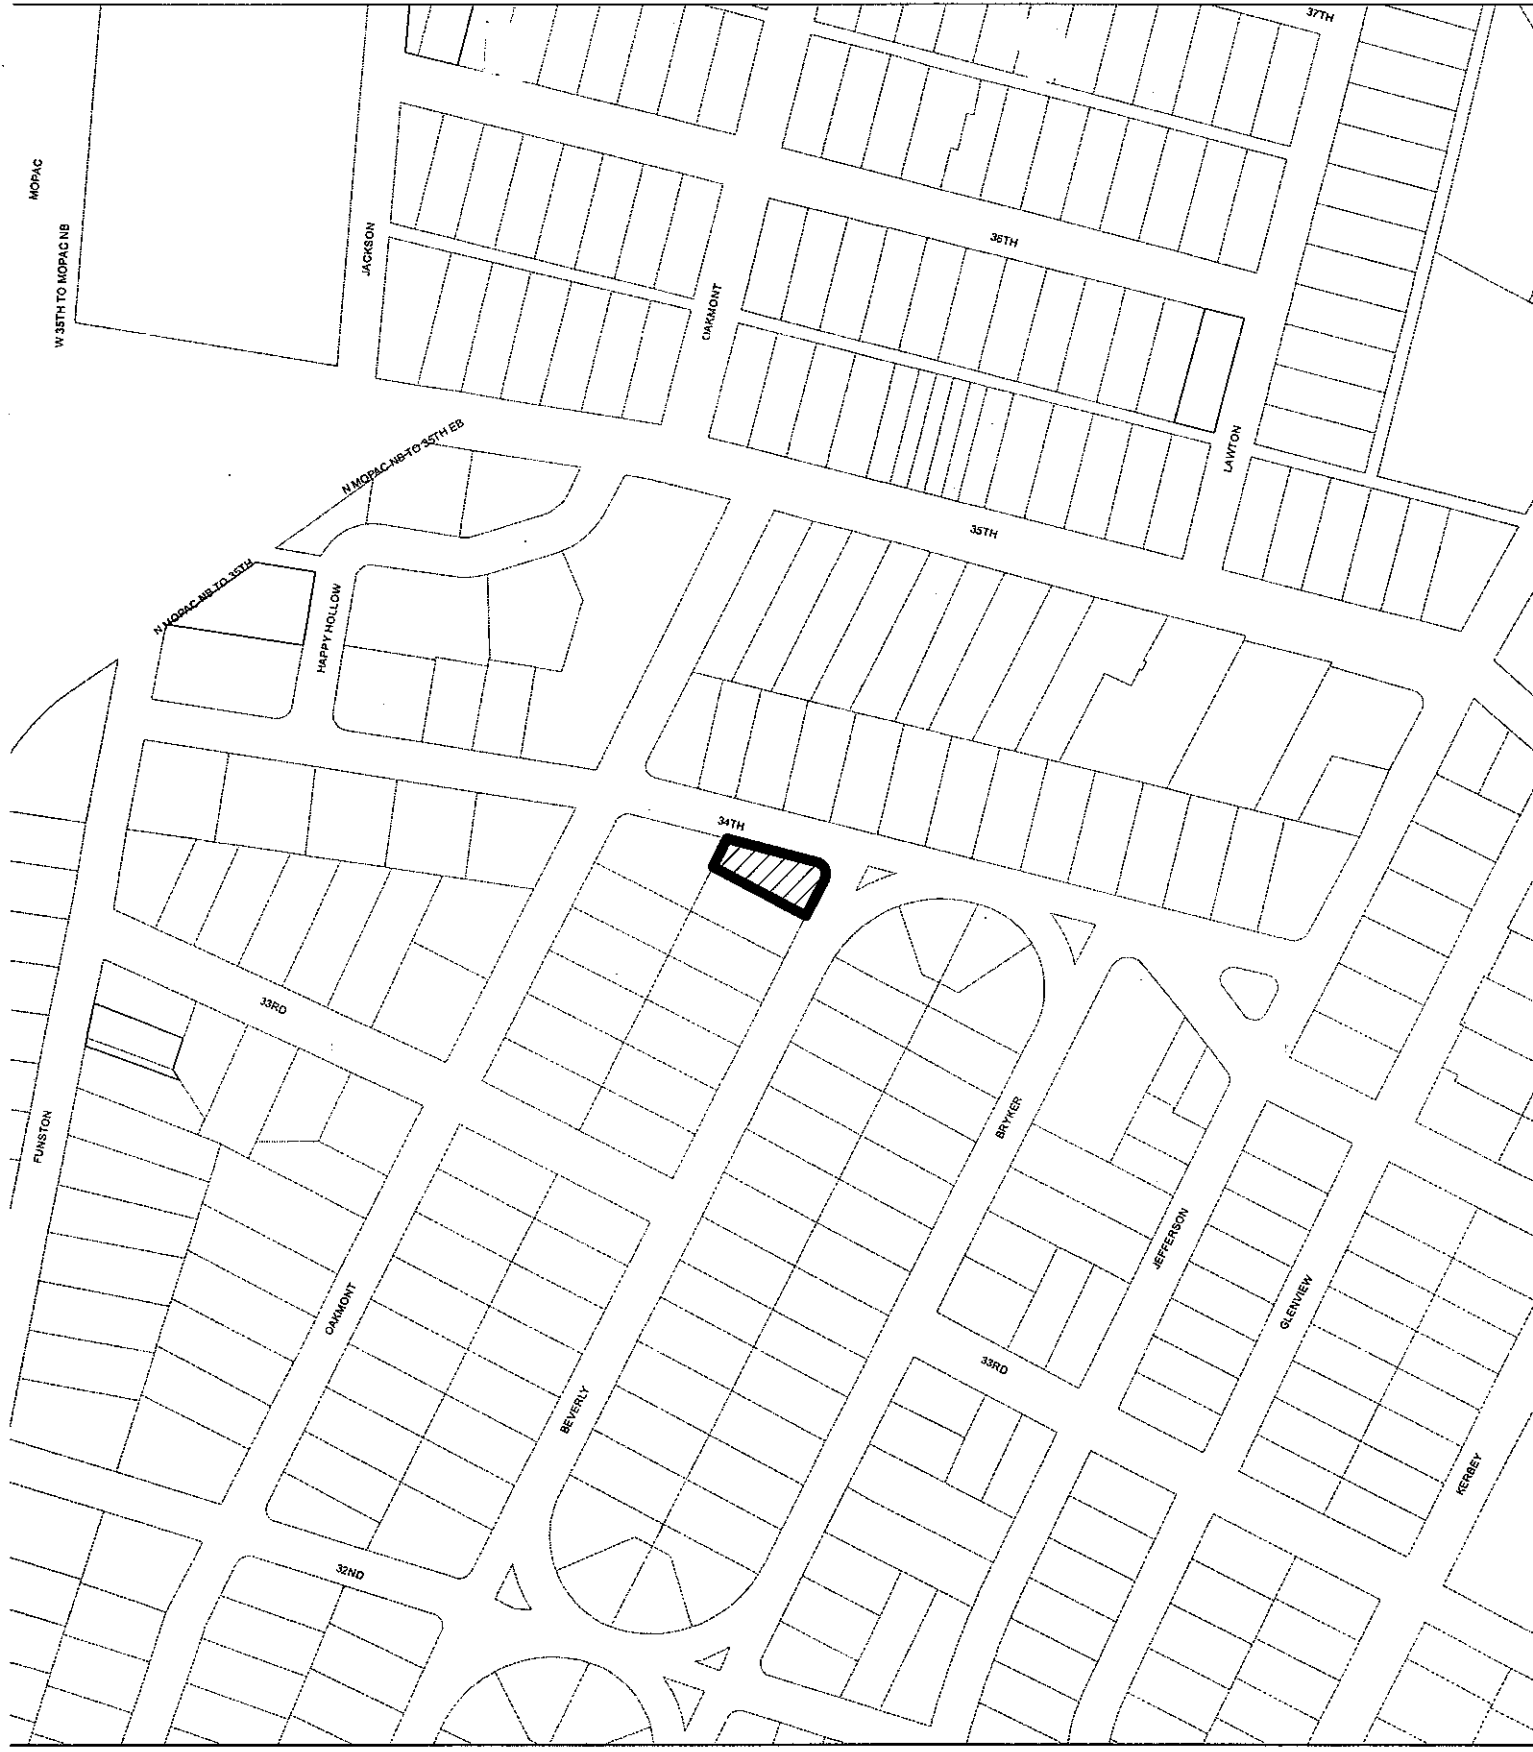 37TH
MOPAC
W 35TH TO MOPAC NB
JACKSON
36TH
OAKMONT
N MOPAC NB TO 35TH EB
LAWTON
35TH
N MOPAC NB TO 35TH
HAPPY HOLLOW
34TH
33RD
FUNSTON
BRYKER
JEFFERSON
OAKMONT
GLENVIEW
33RD
BEVERLY
KERBEY
32ND